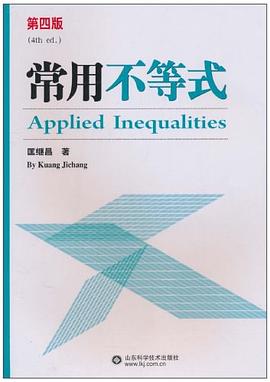 第四版
(4th ed.)
常用不等式
Applied Inequalities
匡继昌 著
By Kuang Jichang
山东科学技术出版社
www.lkj.com.cn